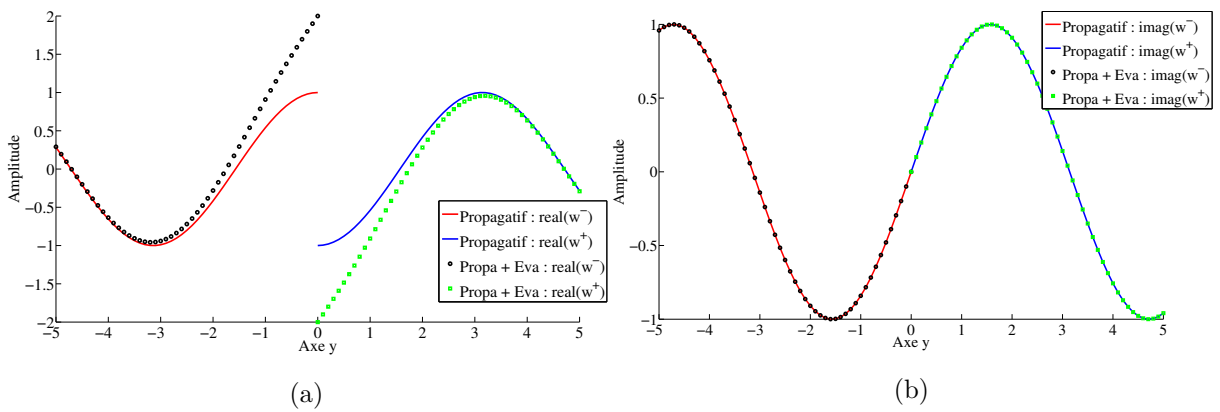 2
1.5
1
0.5
0
−0.5
−1
−1.5
−2
Amplitude
−5 −4 −3 −2 −1 0 1 2 3 4 5
Axe y
Propagatif : real(w⁻)
Propagatif : real(w⁺)
Propa + Eva : real(w⁻)
Propa + Eva : real(w⁺)
(a)
1
0.5
0
−0.5
−1
Amplitude
−5 −4 −3 −2 −1 0 1 2 3 4 5
Axe y
Propagatif : imag(w⁻)
Propagatif : imag(w⁺)
Propa + Eva : imag(w⁻)
Propa + Eva : imag(w⁺)
(b)